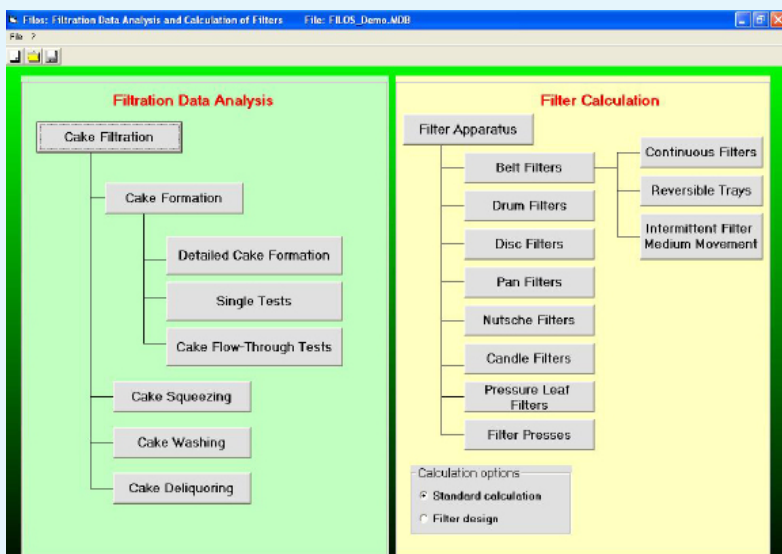 Filos: Filtration Data Analysis and Calculation of Filters File: FILOS_Demo.MDB
File ?
Filtration Data Analysis
Cake Filtration
Cake Formation
Detailed Cake Formation
Single Tests
Cake Flow-Through Tests
Cake Squeezing
Cake Washing
Cake Deliquoring
Filter Calculation
Filter Apparatus
Belt Filters
Drum Filters
Disc Filters
Pan Filters
Nutsche Filters
Candle Filters
Pressure Leaf
Filters
Filter Presses
Continuous Filters
Reversible Trays
Intermittent Filter
Medium Movement
Calculation options
Standard calculation
Filter design